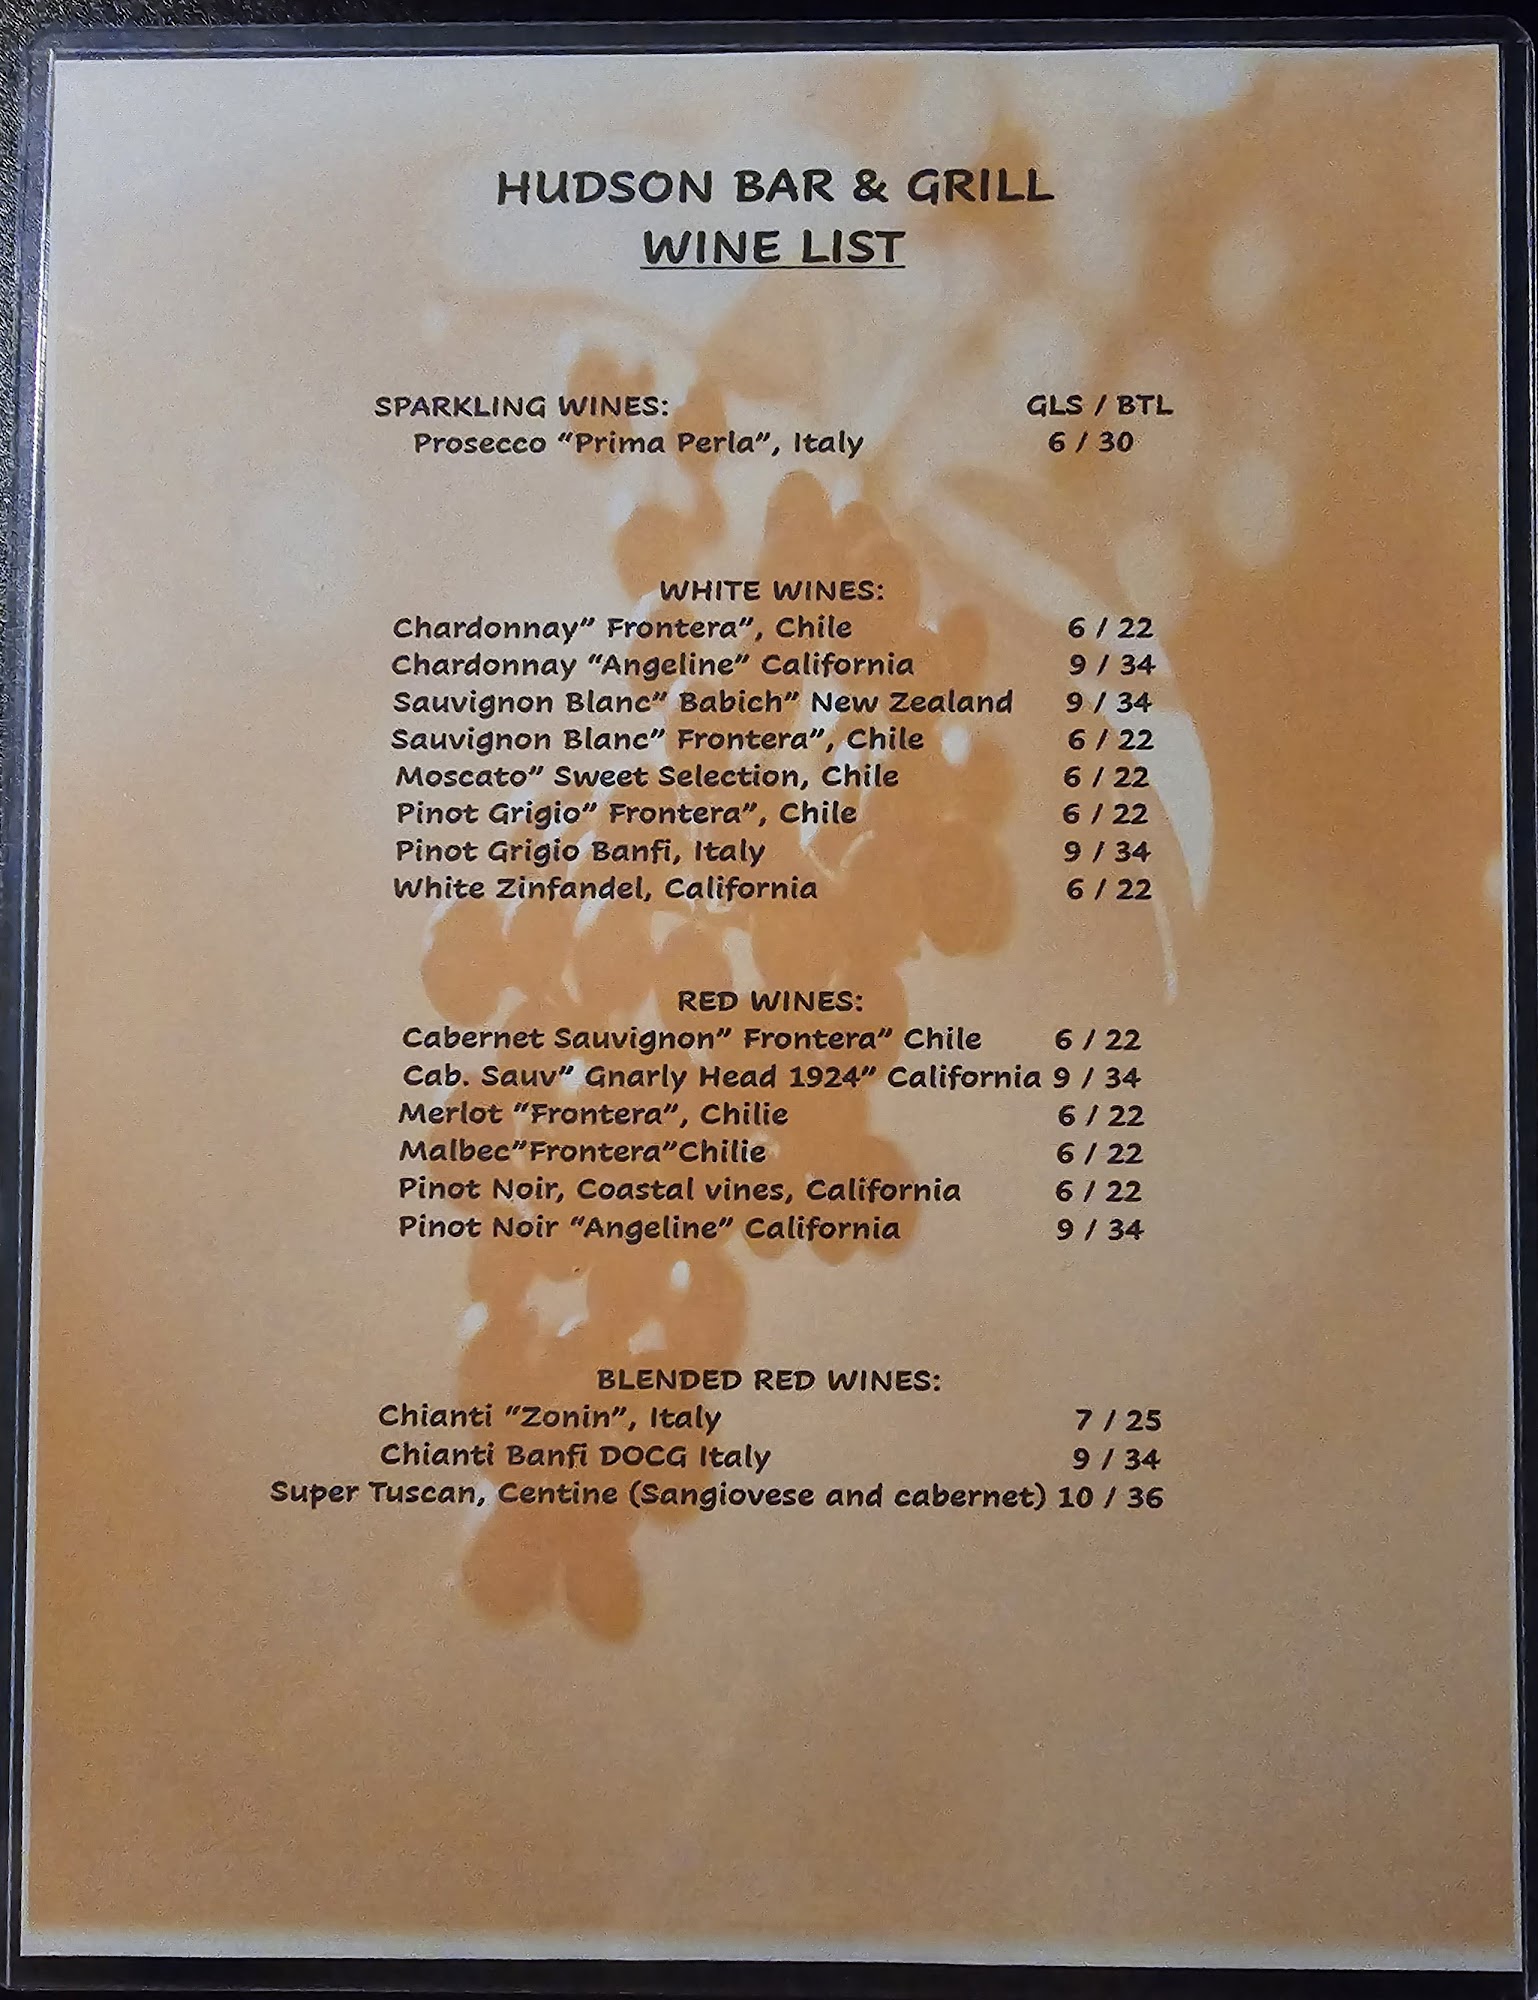 HUDSON BAR & GRILL
WINE LIST
SPARKLING WINES: GLS / BTL
Prosecco “Prima Perla”, Italy 6 / 30
WHITE WINES:
Chardonnay” Frontera”, Chile 6 / 22
Chardonnay “Angeline” California 9 / 34
Sauvignon Blanc” Babich” New Zealand 9 / 34
Sauvignon Blanc” Frontera”, Chile 6 / 22
Moscato” Sweet Selection, Chile 6 / 22
Pinot Grigio” Frontera”, Chile 6 / 22
Pinot Grigio Banfi, Italy 9 / 34
White Zinfandel, California 6 / 22
RED WINES:
Cabernet Sauvignon” Frontera” Chile 6 / 22
Cab. Sauv” Gnarly Head 1924” California 9 / 34
Merlot “Frontera”, Chilie 6 / 22
Malbec”Frontera”Chilie 6 / 22
Pinot Noir, Coastal vines, California 6 / 22
Pinot Noir “Angeline” California 9 / 34
BLENDED RED WINES:
Chianti “Zonin”, Italy 7 / 25
Chianti Banfi DOCG Italy 9 / 34
Super Tuscan, Centine (Sangiovese and cabernet) 10 / 36